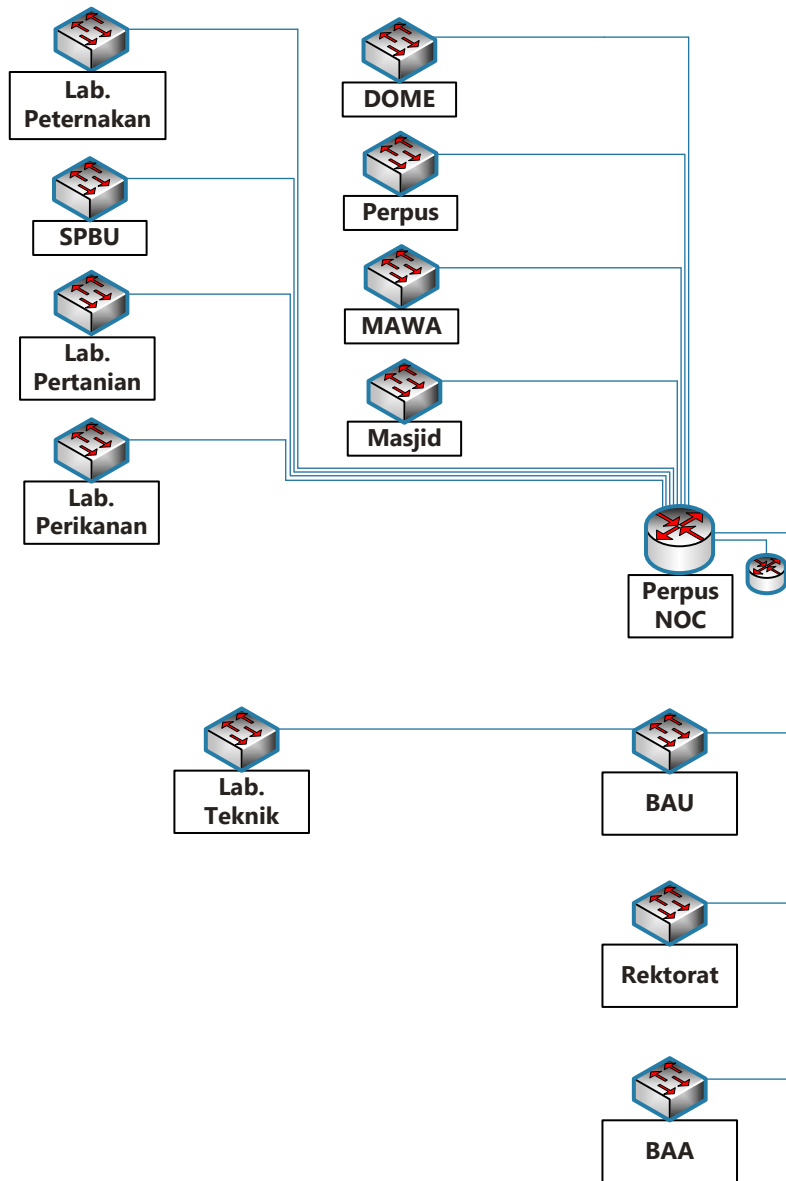 Lab.
Peternakan
DOME
Perpus
SPBU
MAWA
Lab.
Pertanian
Masjid
Lab.
Perikanan
Perpus
NOC
Lab.
Teknik
BAU
Rektorat
BAA